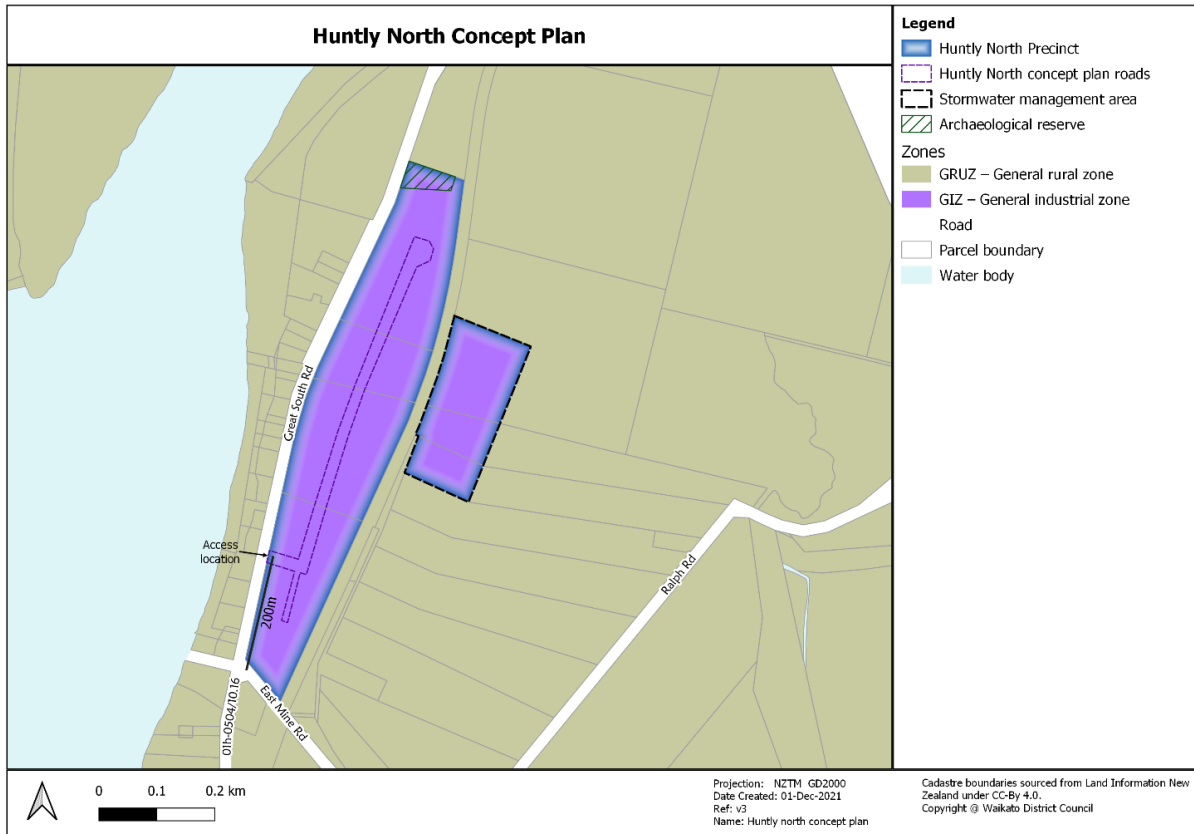 Huntly North Concept Plan
Legend
Huntly North Precinct
Huntly North concept plan roads
Stormwater management area
Archaeological reserve
Zones
GRUZ – General rural zone
GIZ – General industrial zone
Road
Parcel boundary
Water body
Great South Rd
Access
location
200m
Ralph Rd
East Mine Rd
01h-0504/10.16
0 0.1 0.2 km
Projection: NZTM GD2000
Date Created: 01-Dec-2021
Ref: v3
Name: Huntly north concept plan
Cadastre boundaries sourced from Land Information New
Zealand under CC-By 4.0.
Copyright @ Waikato District Council